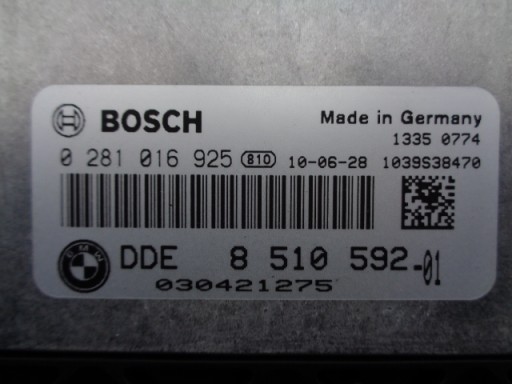 BOSCH Made in Germany
1335 0774
0 281 016 925 B10 10-06-28 1039S38470
BMW DDE 8 510 592-01
030421275